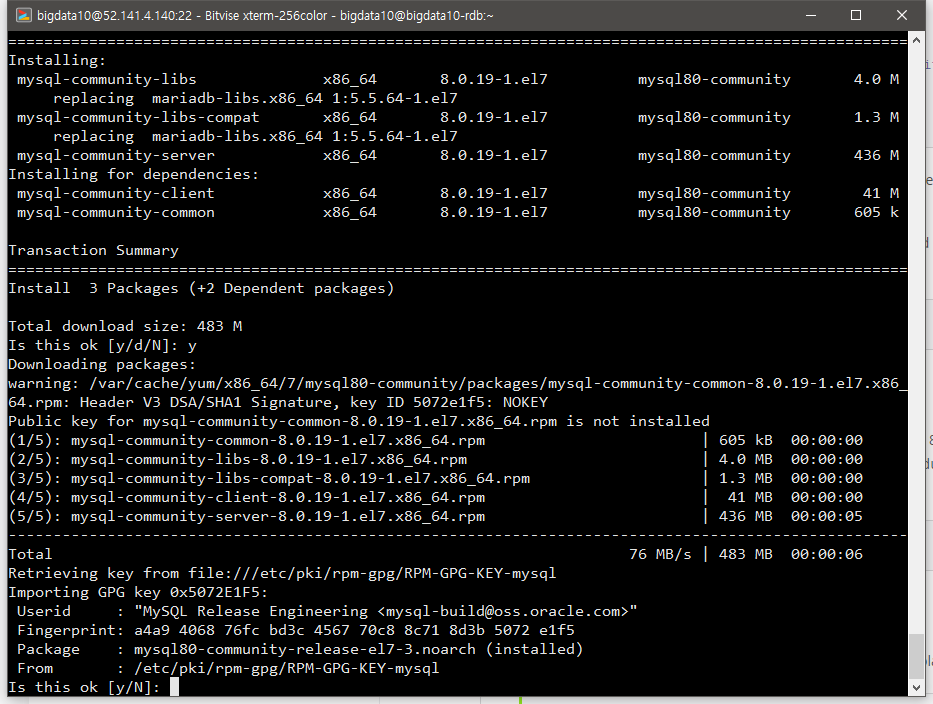 bigdata10@52.141.4.140:22 - Bitvise xterm-256color - bigdata10@bigdata10-rdb:~
================================================================================
Installing:
 mysql-community-libs x86_64 8.0.19-1.el7 mysql80-community 4.0 M
     replacing  mariadb-libs.x86_64 1:5.5.64-1.el7
 mysql-community-libs-compat x86_64 8.0.19-1.el7 mysql80-community 1.3 M
     replacing  mariadb-libs.x86_64 1:5.5.64-1.el7
 mysql-community-server x86_64 8.0.19-1.el7 mysql80-community 436 M
Installing for dependencies:
 mysql-community-client x86_64 8.0.19-1.el7 mysql80-community 41 M
 mysql-community-common x86_64 8.0.19-1.el7 mysql80-community 605 k
Transaction Summary
================================================================================
Install  3 Packages (+2 Dependent packages)
Total download size: 483 M
Is this ok [y/d/N]: y
Downloading packages:
warning: /var/cache/yum/x86_64/7/mysql80-community/packages/mysql-community-common-8.0.19-1.el7.x86_
64.rpm: Header V3 DSA/SHA1 Signature, key ID 5072e1f5: NOKEY
Public key for mysql-community-common-8.0.19-1.el7.x86_64.rpm is not installed
(1/5): mysql-community-common-8.0.19-1.el7.x86_64.rpm | 605 kB  00:00:00
(2/5): mysql-community-libs-8.0.19-1.el7.x86_64.rpm | 4.0 MB  00:00:00
(3/5): mysql-community-libs-compat-8.0.19-1.el7.x86_64.rpm | 1.3 MB  00:00:00
(4/5): mysql-community-client-8.0.19-1.el7.x86_64.rpm |  41 MB  00:00:00
(5/5): mysql-community-server-8.0.19-1.el7.x86_64.rpm | 436 MB  00:00:05
--------------------------------------------------------------------------------
Total 76 MB/s | 483 MB  00:00:06
Retrieving key from file:///etc/pki/rpm-gpg/RPM-GPG-KEY-mysql
Importing GPG key 0x5072E1F5:
 Userid     : "MySQL Release Engineering <mysql-build@oss.oracle.com>"
 Fingerprint: a4a9 4068 76fc bd3c 4567 70c8 8c71 8d3b 5072 e1f5
 Package    : mysql80-community-release-el7-3.noarch (installed)
 From       : /etc/pki/rpm-gpg/RPM-GPG-KEY-mysql
Is this ok [y/N]: